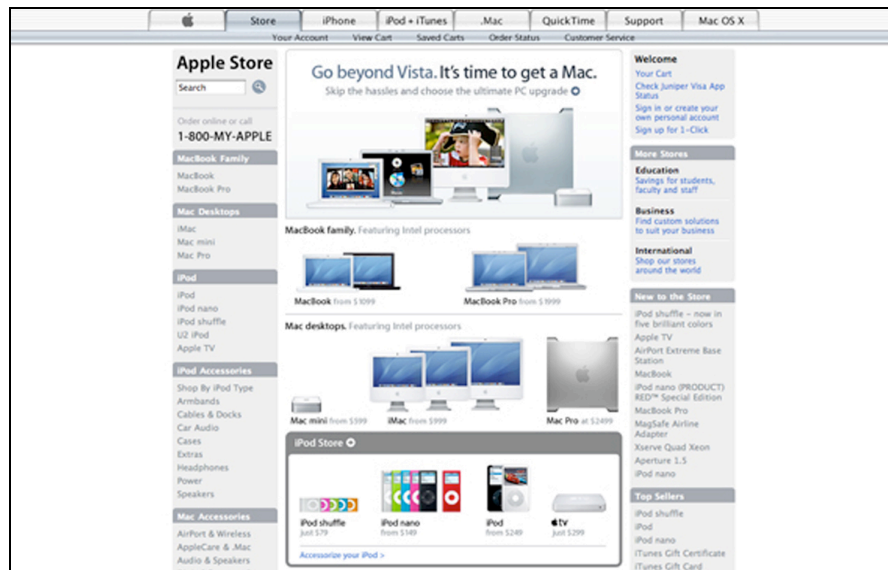 Store iPhone iPod + iTunes .Mac QuickTime Support Mac OS X
Your Account View Cart Saved Carts Order Status Customer Service
Apple Store
Search
Order online or call
1-800-MY-APPLE
MacBook Family
MacBook
MacBook Pro
Mac Desktops
iMac
Mac mini
Mac Pro
iPod
iPod
iPod nano
iPod shuffle
U2 iPod
Apple TV
iPod Accessories
Shop By iPod Type
Armbands
Cables & Docks
Car Audio
Cases
Extras
Headphones
Power
Speakers
Mac Accessories
AirPort & Wireless
AppleCare & .Mac
Audio & Speakers
Go beyond Vista. It's time to get a Mac.
Skip the hassles and choose the ultimate PC upgrade
MacBook family. Featuring Intel processors
MacBook from $1099
MacBook Pro from $1999
Mac desktops. Featuring Intel processors
Mac mini from $599
iMac from $999
Mac Pro at $2499
iPod Store
iPod shuffle
just $79
iPod nano
from $149
iPod
from $249
tv
just $299
Accessorize your iPod >
Welcome
Your Cart
Check Juniper Visa App
Status
Sign in or create your
own personal account
Sign up for 1-Click
More Stores
Education
Savings for students,
faculty and staff
Business
Find custom solutions
to suit your business
International
Shop our stores
around the world
New to the Store
iPod shuffle - now in
five brilliant colors
Apple TV
AirPort Extreme Base
Station
MacBook
iPod nano (PRODUCT)
RED™ Special Edition
MacBook Pro
MagSafe Airline
Adapter
Xserve Quad Xeon
Aperture 1.5
iPod nano
Top Sellers
iPod shuffle
iPod
iPod nano
iTunes Gift Certificate
iTunes Gift Card